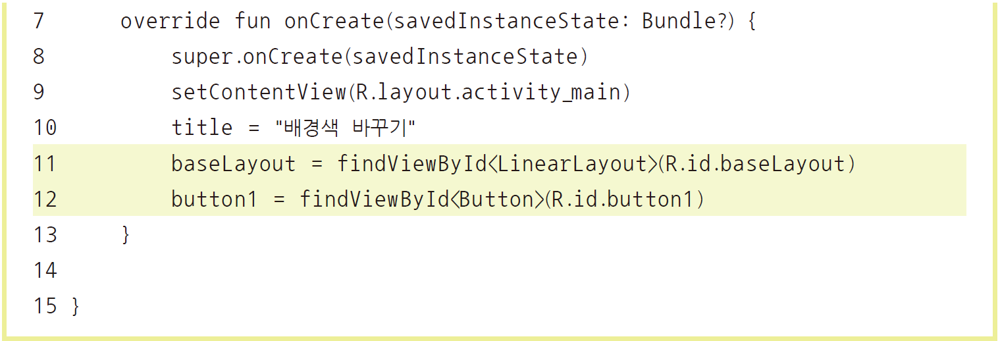 7 override fun onCreate(savedInstanceState: Bundle?) {
8 super.onCreate(savedInstanceState)
9 setContentView(R.layout.activity_main)
10 title = "배경색 바꾸기"
11 baseLayout = findViewById<LinearLayout>(R.id.baseLayout)
12 button1 = findViewById<Button>(R.id.button1)
13 }
14
15 }